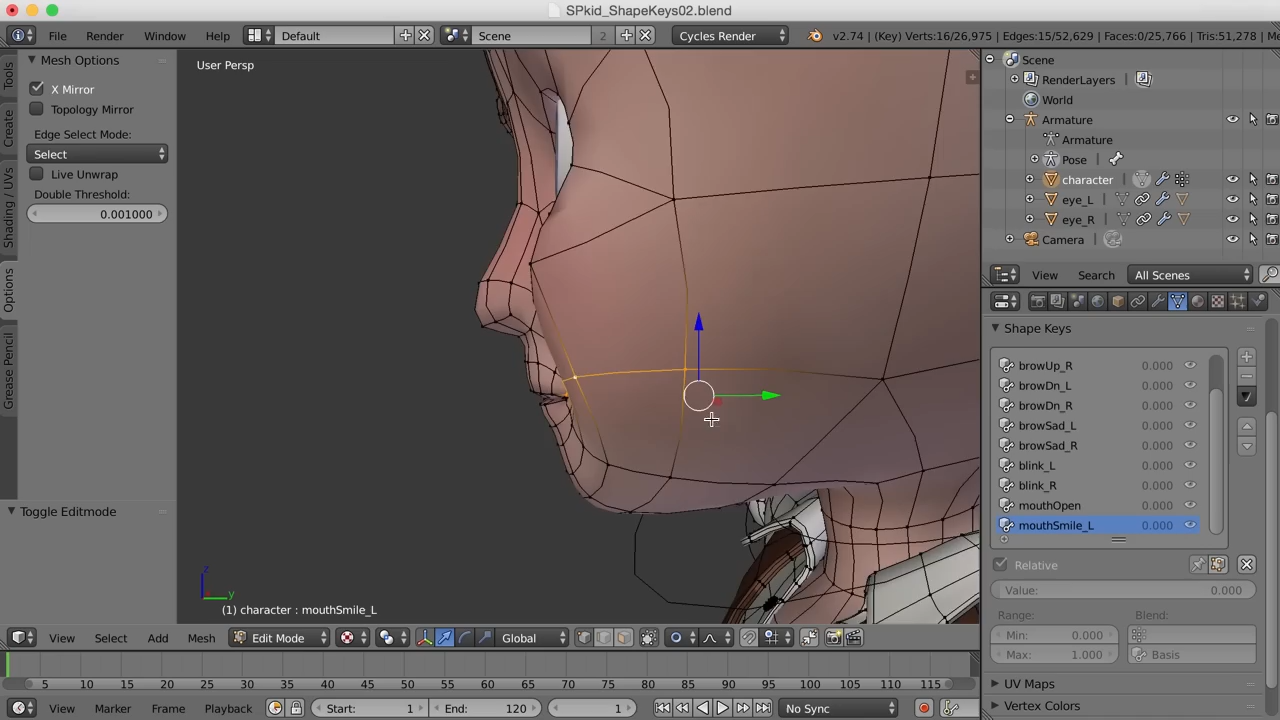 SPkid_ShapeKeys02.blend
File Render Window Help Default Scene 2 Cycles Render v2.74 | (Key) Verts:16/26,975 | Edges:15/52,629 | Faces:0/25,766 | Tris:51,278 | Me
Tools
Create
Shading / UVs
Options
Grease Pencil
Mesh Options
X Mirror
Topology Mirror
Edge Select Mode:
Select
Live Unwrap
Double Threshold:
0.001000
Toggle Editmode
User Persp
z
y
(1) character : mouthSmile_L
View Select Add Mesh Edit Mode Global
5 10 15 20 25 30 35 40 45 50 55 60 65 70 75 80 85 90 95 100 105 110 115
View Marker Frame Playback Start: 1 End: 120 1 No Sync
Scene
RenderLayers
World
Armature
Armature
Pose
character
eye_L
eye_R
Camera
View Search All Scenes
Shape Keys
browUp_R 0.000
browDn_L 0.000
browDn_R 0.000
browSad_L 0.000
browSad_R 0.000
blink_L 0.000
blink_R 0.000
mouthOpen 0.000
mouthSmile_L 0.000
Relative
Value: 0.000
Range: Blend:
Min: 0.000
Max: 1.000 Basis
UV Maps
Vertex Colors